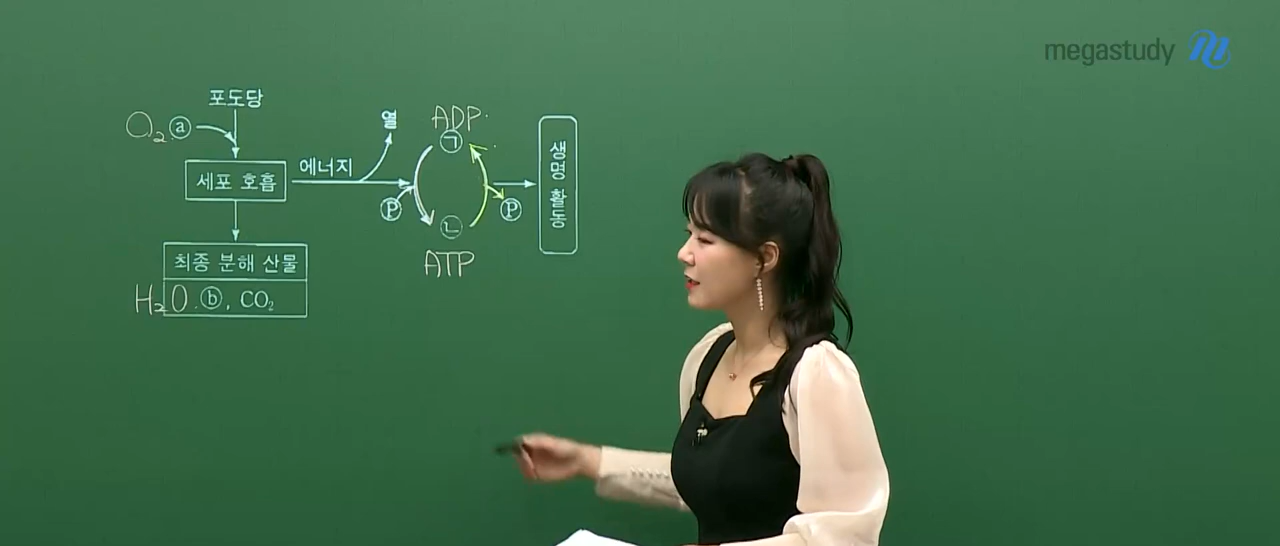 megastudy
포도당
O₂ ⓐ
열
ADP
㉠
에너지
세포 호흡
Ⓟ
Ⓟ
생명 활동
㉡
ATP
최종 분해 산물
H₂O ⓑ, CO₂